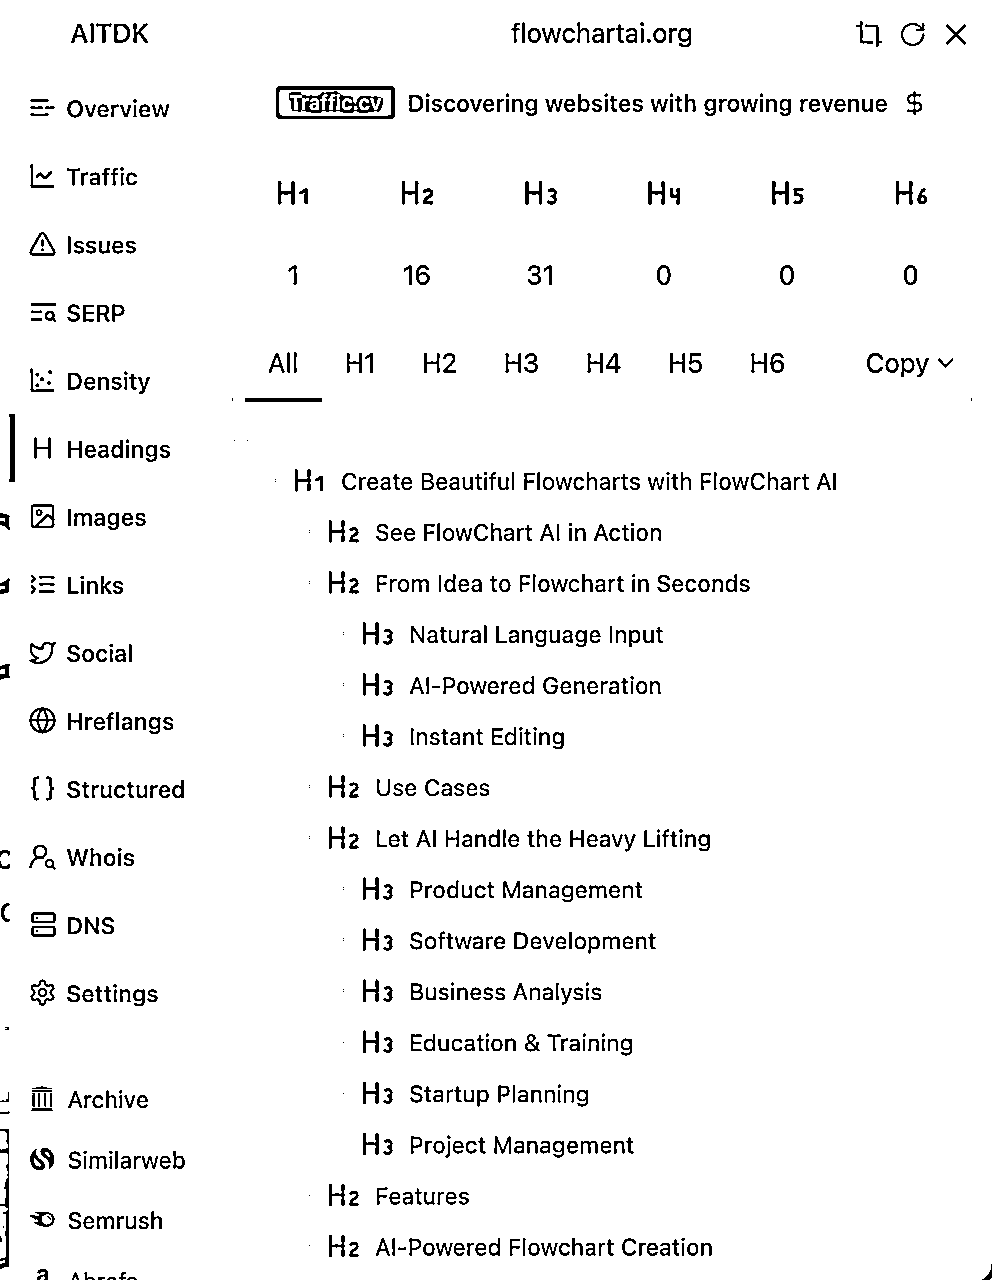 AITDK
flowchartai.org
Overview
Traffic
Issues
SERP
Density
Headings
Images
Links
Social
Hreflangs
Structured
Whois
DNS
Settings
Archive
Similarweb
Semrush
Ahrefs
Traffic.cv Discovering websites with growing revenue $
H1 H2 H3 H4 H5 H6
1 16 31 0 0 0
All H1 H2 H3 H4 H5 H6 Copy
H1 Create Beautiful Flowcharts with FlowChart AI
H2 See FlowChart AI in Action
H2 From Idea to Flowchart in Seconds
H3 Natural Language Input
H3 AI-Powered Generation
H3 Instant Editing
H2 Use Cases
H2 Let AI Handle the Heavy Lifting
H3 Product Management
H3 Software Development
H3 Business Analysis
H3 Education & Training
H3 Startup Planning
H3 Project Management
H2 Features
H2 AI-Powered Flowchart Creation